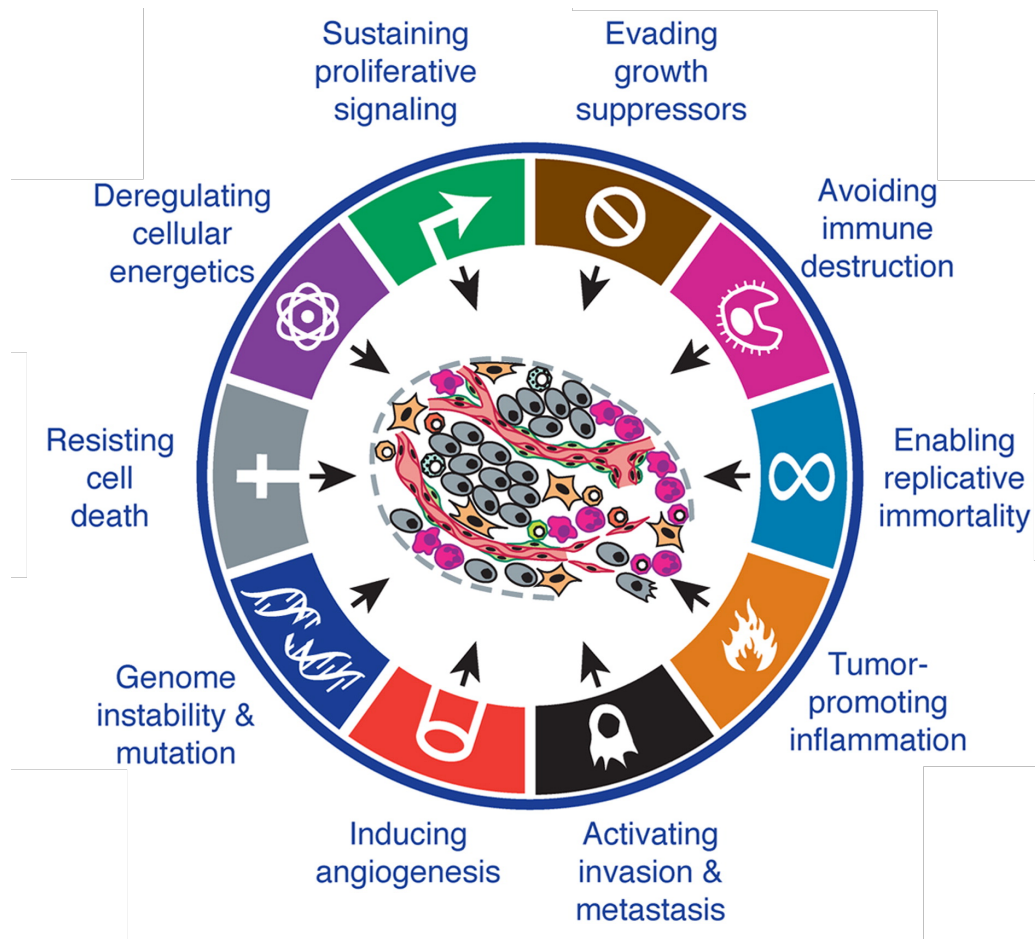 Sustaining
proliferative
signaling
Evading
growth
suppressors
Avoiding
immune
destruction
Enabling
replicative
immortality
Tumor-
promoting
inflammation
Activating
invasion &
metastasis
Inducing
angiogenesis
Genome
instability &
mutation
Resisting
cell
death
Deregulating
cellular
energetics